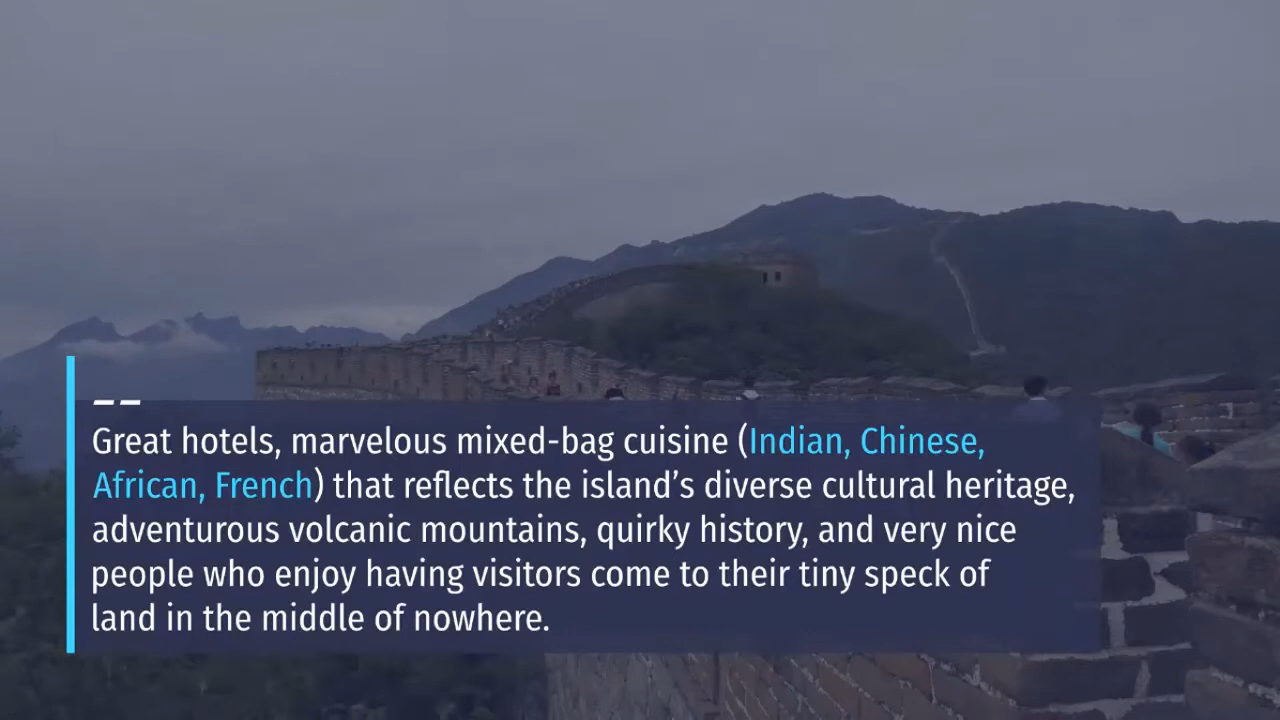 Great hotels, marvelous mixed-bag cuisine (Indian, Chinese,
African, French) that reflects the island’s diverse cultural heritage,
adventurous volcanic mountains, quirky history, and very nice
people who enjoy having visitors come to their tiny speck of
land in the middle of nowhere.